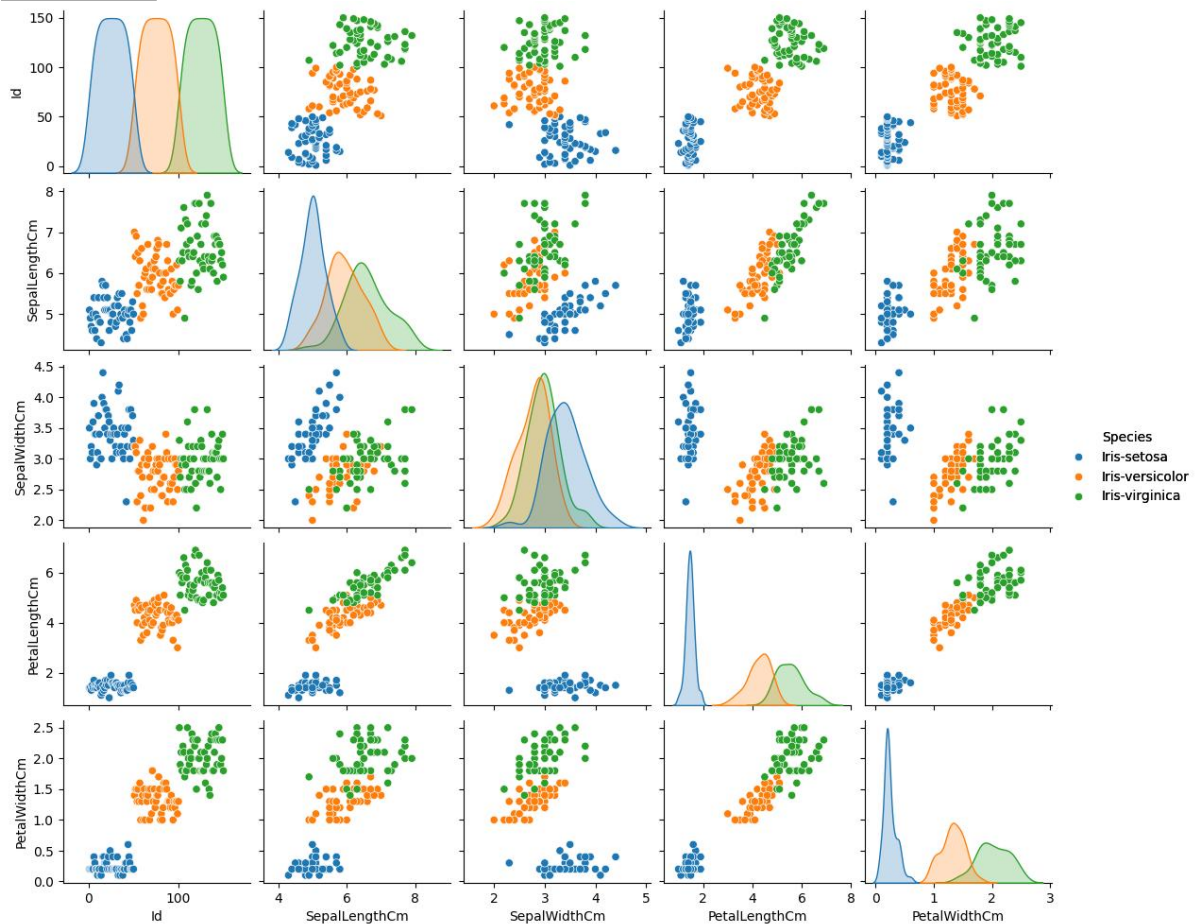 150
100
50
0
Id
8
7
6
5
SepalLengthCm
4.5
4.0
3.5
3.0
2.5
2.0
SepalWidthCm
Species
Iris-setosa
Iris-versicolor
Iris-virginica
6
4
2
PetalLengthCm
2.5
2.0
1.5
1.0
0.5
0.0
PetalWidthCm
0 100
4 6 8
2 3 4 5
2 4 6 8
0 1 2 3
Id
SepalLengthCm
SepalWidthCm
PetalLengthCm
PetalWidthCm